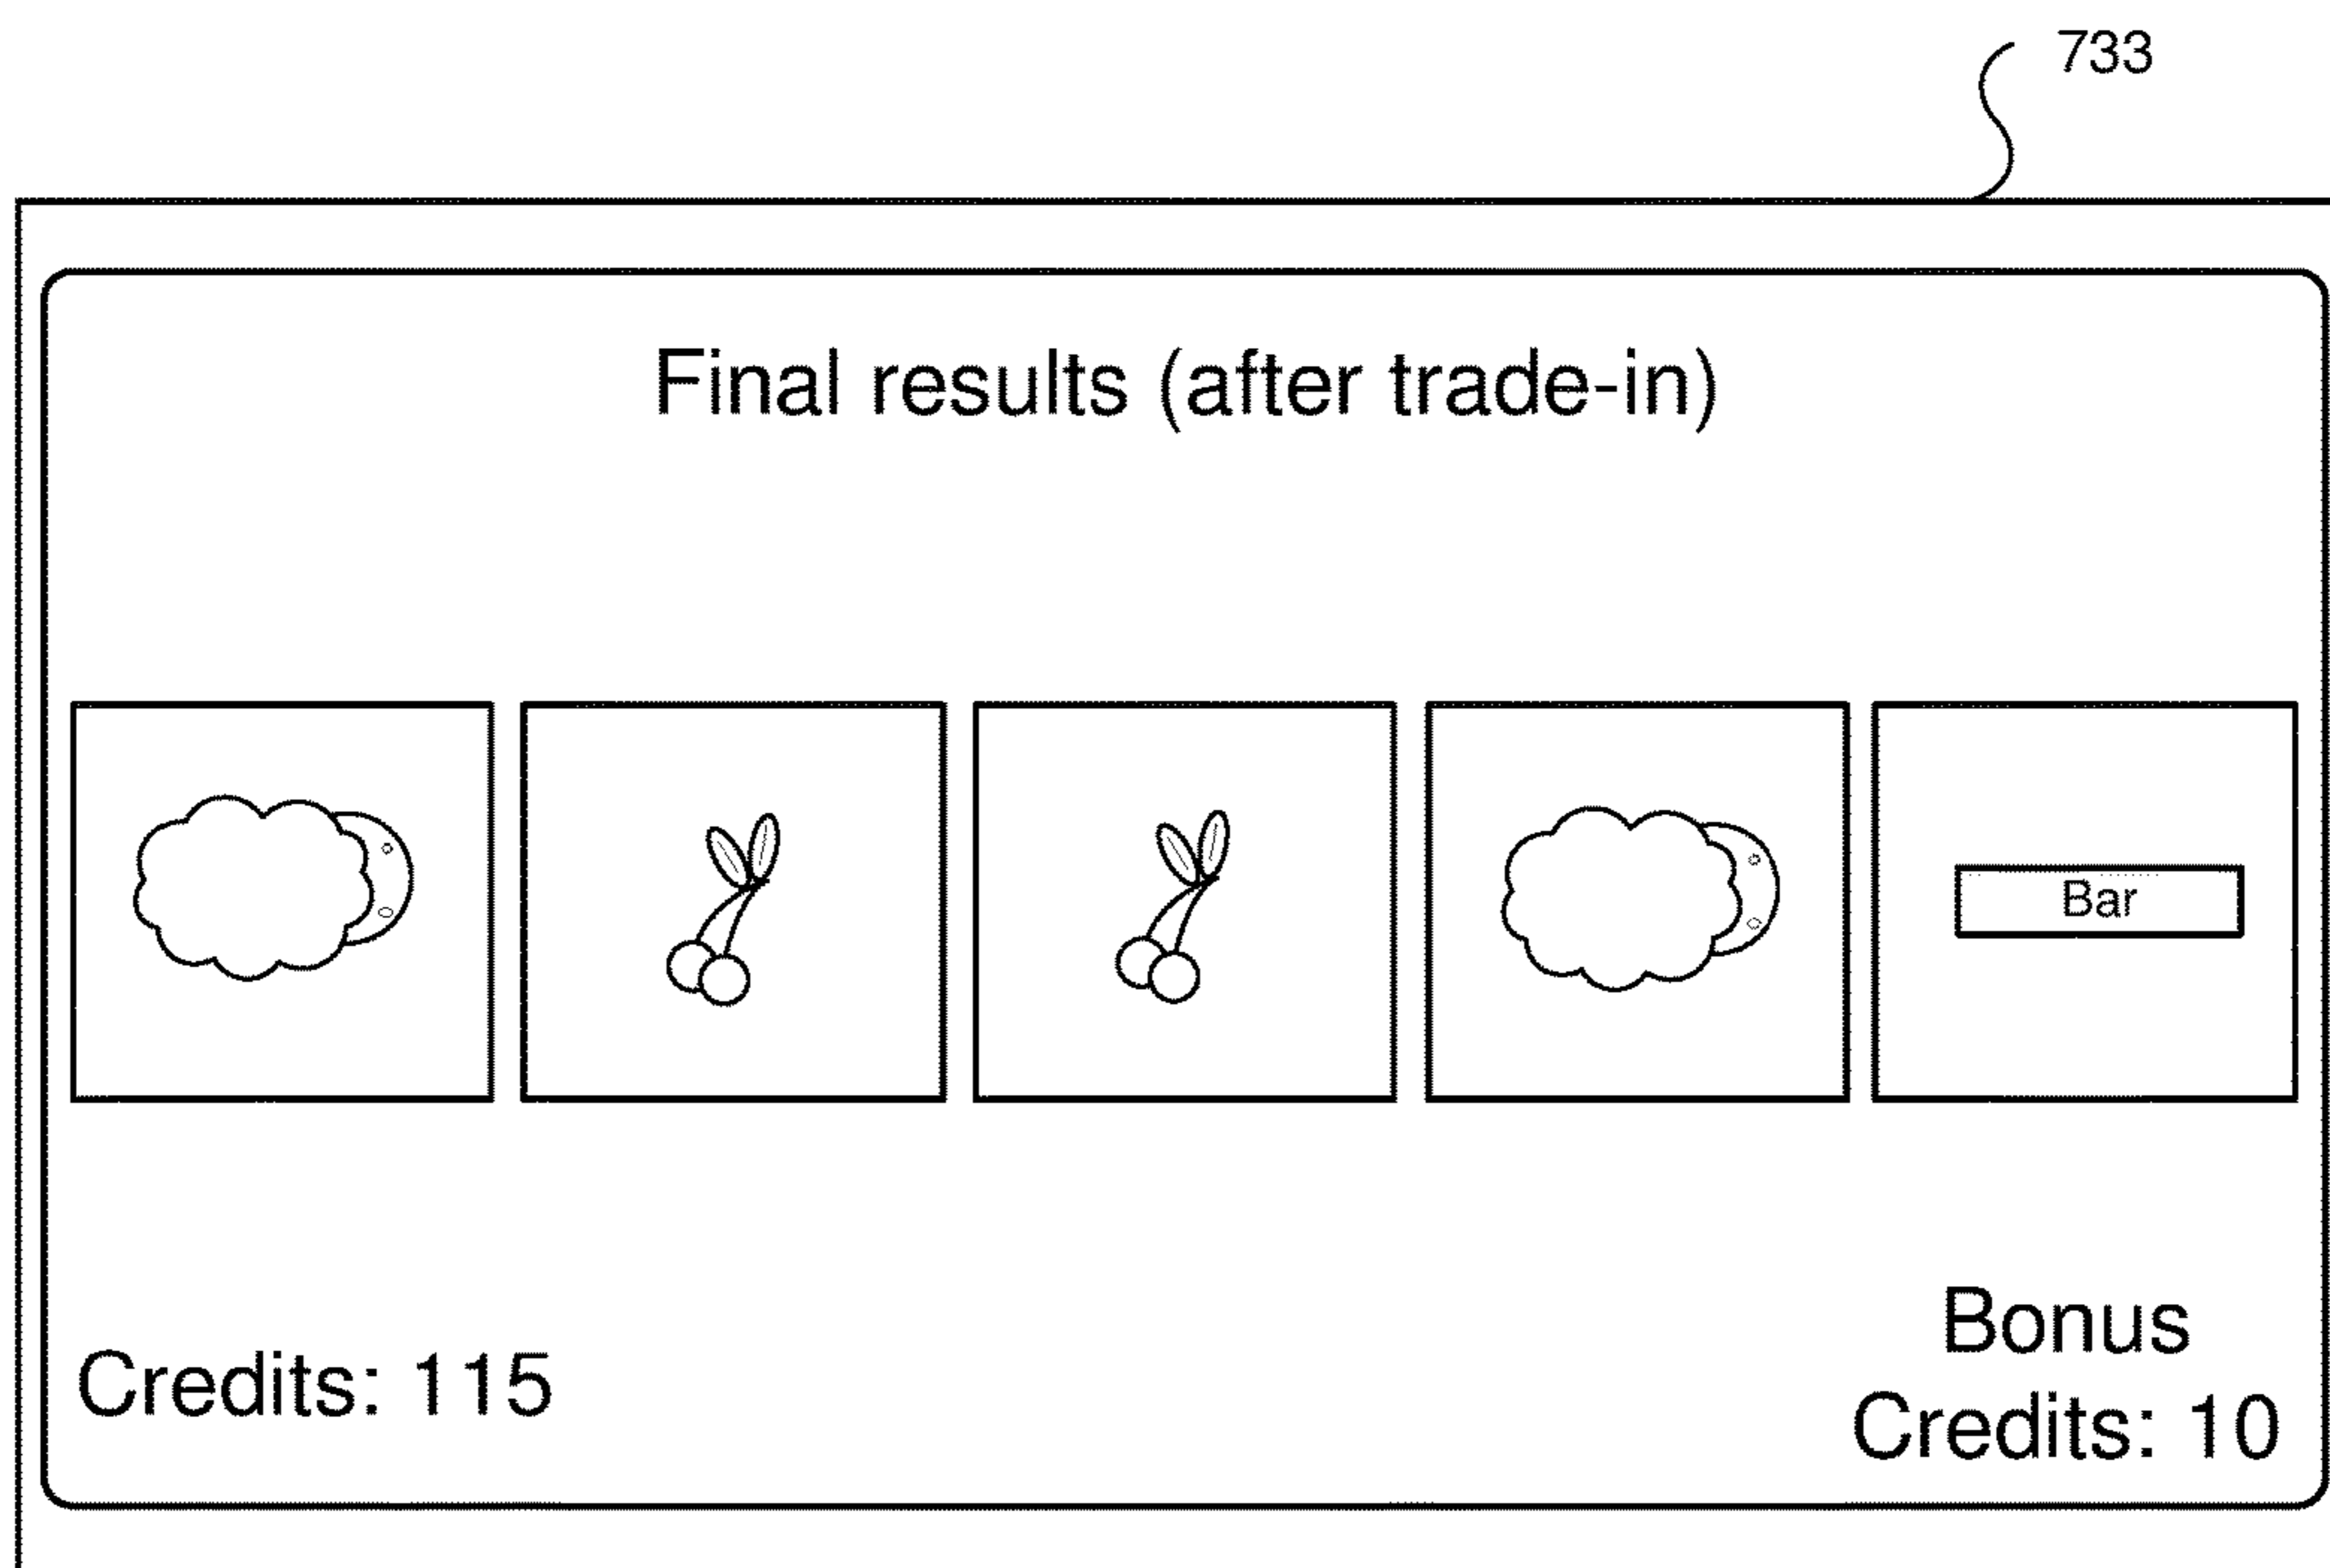 733
Final results (after trade-in)
Bar
Credits: 115
Bonus
Credits: 10